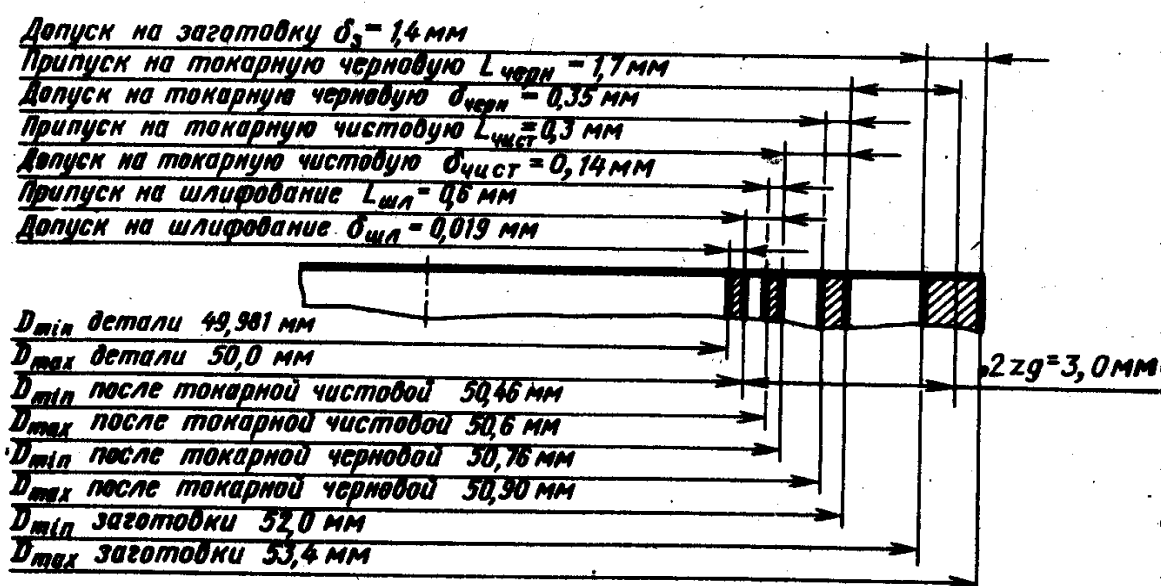 Допуск на заготовку δз = 1,4 мм
Припуск на токарную черновую Lчерн = 1,7 мм
Допуск на токарную черновую δчерн = 0,35 мм
Припуск на токарную чистовую Lчист = 0,3 мм
Допуск на токарную чистовую δчист = 0,14 мм
Припуск на шлифование Lшл = 0,6 мм
Допуск на шлифование δшл = 0,019 мм
Dmin детали 49,981 мм
Dmax детали 50,0 мм
2zg = 3,0 мм
Dmin после токарной чистовой 50,46 мм
Dmax после токарной чистовой 50,6 мм
Dmin после токарной черновой 50,76 мм
Dmax после токарной черновой 50,90 мм
Dmin заготовки 52,0 мм
Dmax заготовки 53,4 мм